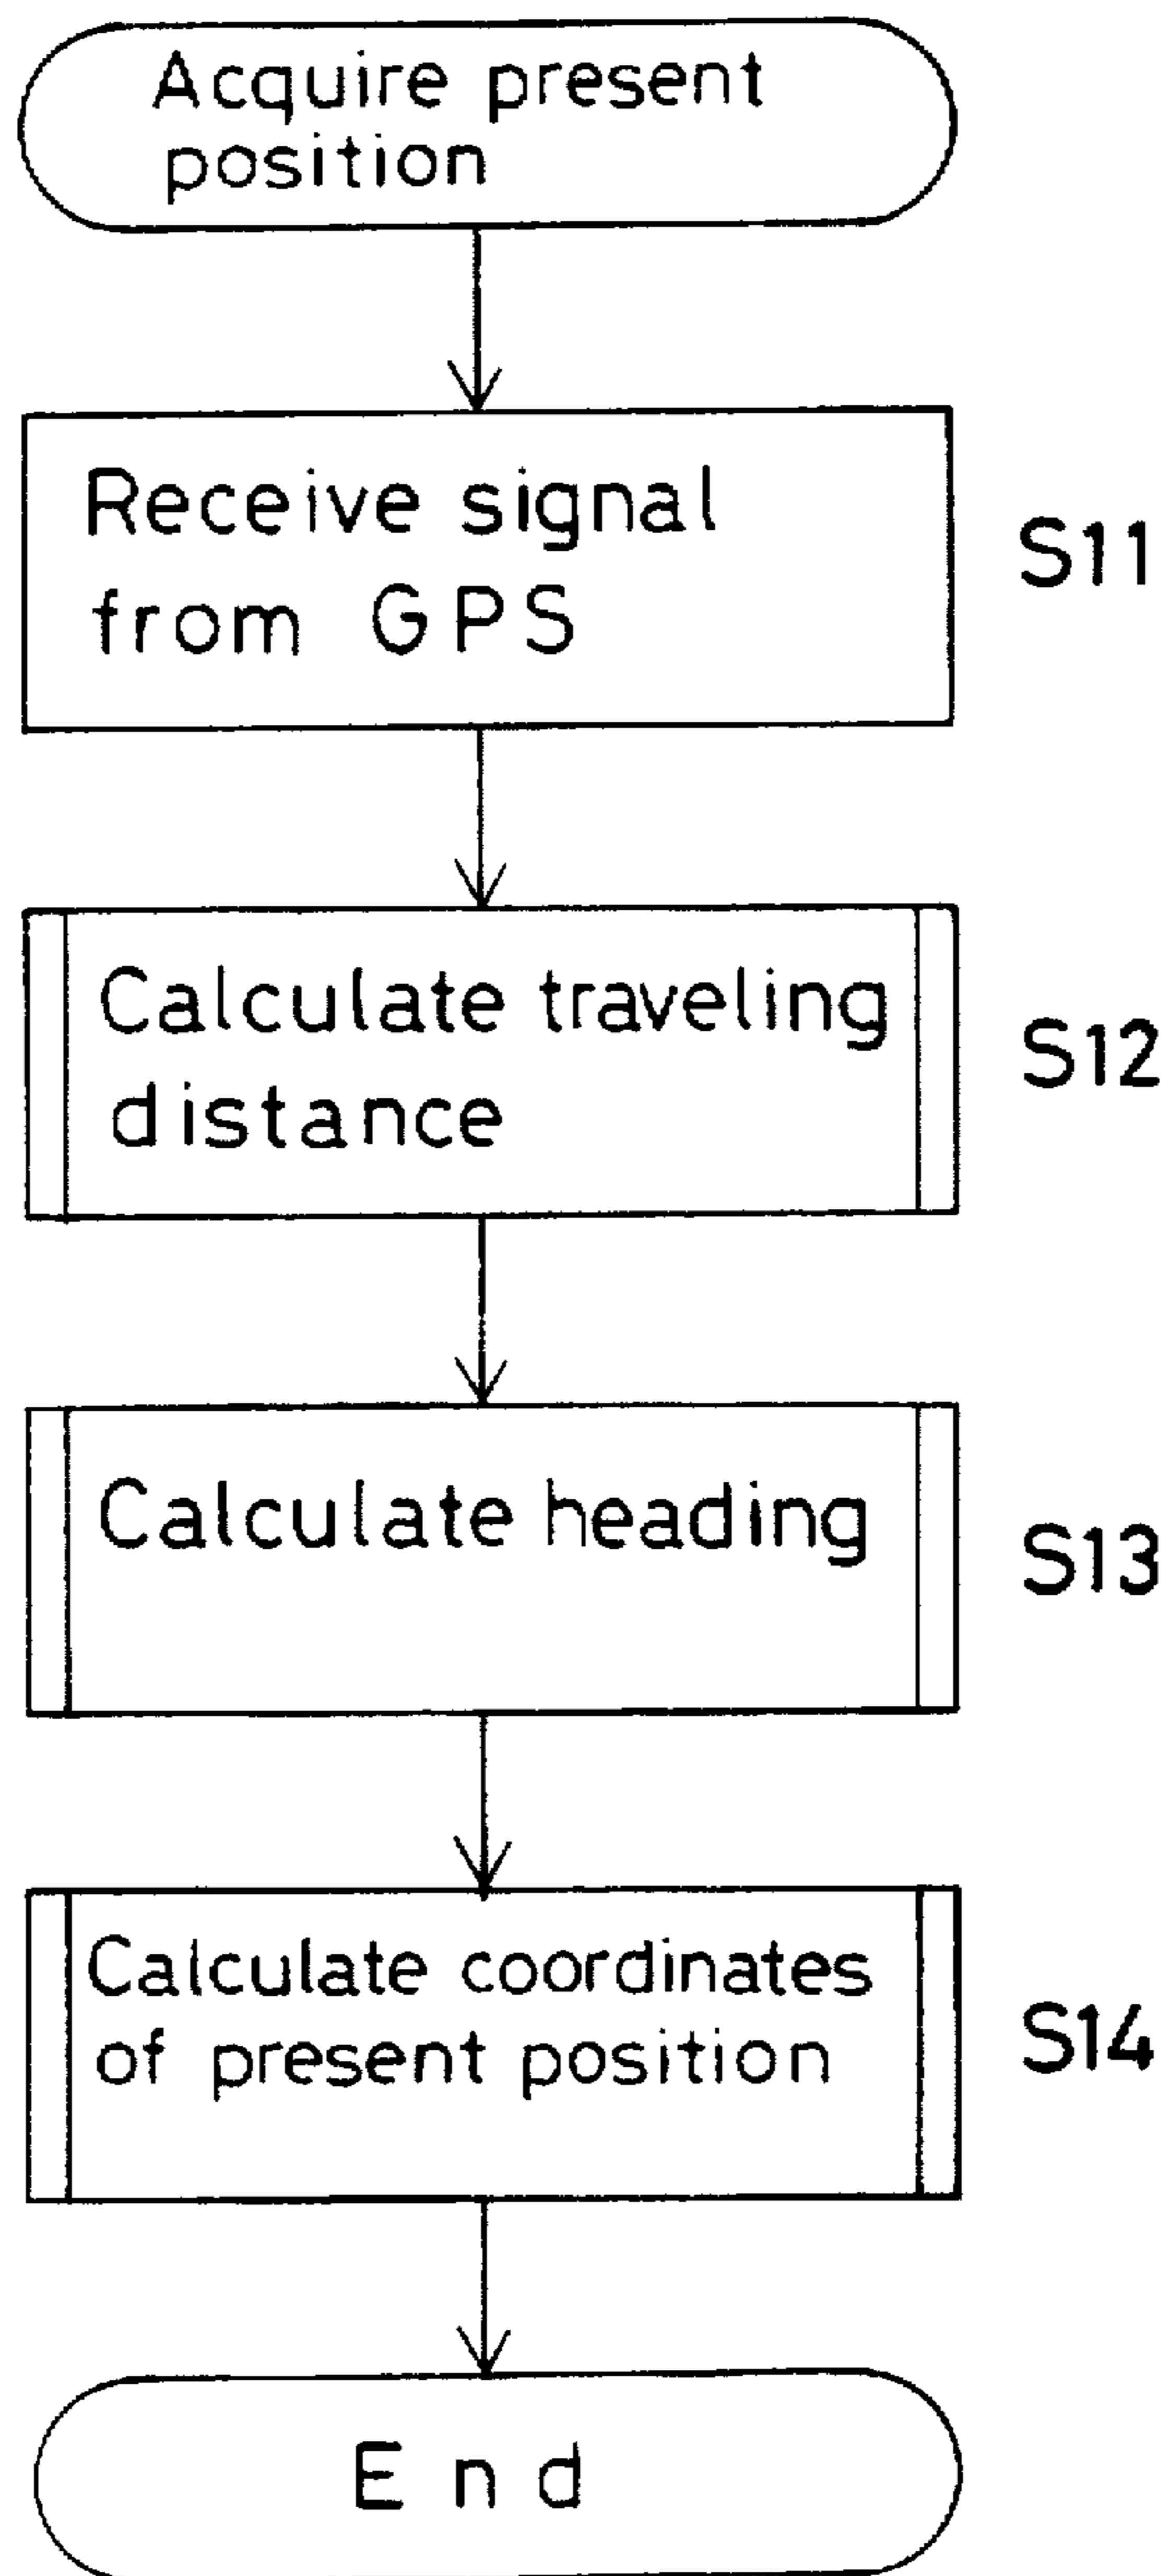 Acquire present
position
Receive signal
from GPS
S11
Calculate traveling
distance
S12
Calculate heading
S13
Calculate coordinates
of present position
S14
End